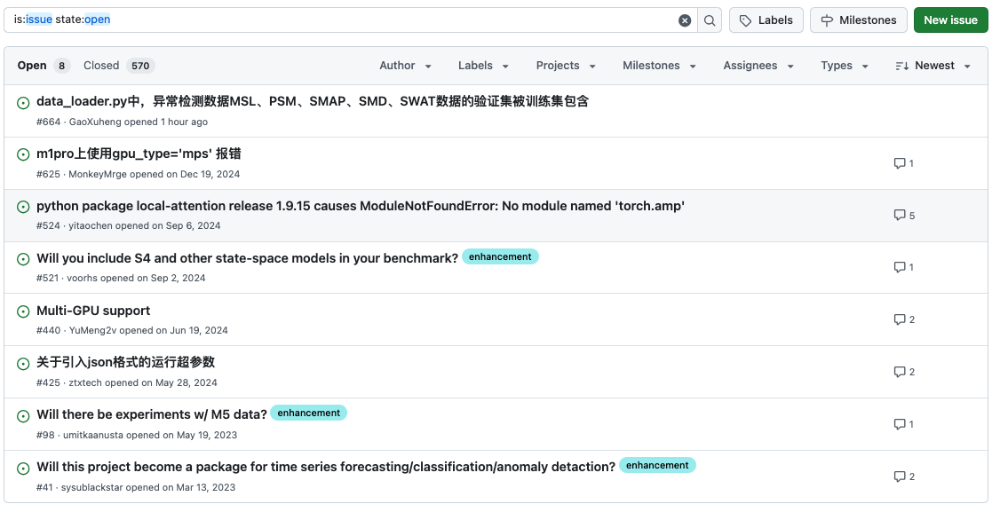 is:issue state:open
Labels
Milestones
New issue
Open 8 Closed 570
Author Labels Projects Milestones Assignees Types Newest
data_loader.py中，异常检测数据MSL、PSM、SMAP、SMD、SWAT数据的验证集被训练集包含
#664 · GaoXuheng opened 1 hour ago
m1pro上使用gpu_type='mps' 报错
#625 · MonkeyMrge opened on Dec 19, 2024
1
python package local-attention release 1.9.15 causes ModuleNotFoundError: No module named 'torch.amp'
#524 · yitaochen opened on Sep 6, 2024
5
Will you include S4 and other state-space models in your benchmark? enhancement
#521 · voorhs opened on Sep 2, 2024
1
Multi-GPU support
#440 · YuMeng2v opened on Jun 19, 2024
2
关于引入json格式的运行超参数
#425 · ztxtech opened on May 28, 2024
2
Will there be experiments w/ M5 data? enhancement
#98 · umitkaanusta opened on May 19, 2023
1
Will this project become a package for time series forecasting/classification/anomaly detaction? enhancement
#41 · sysublackstar opened on Mar 13, 2023
2